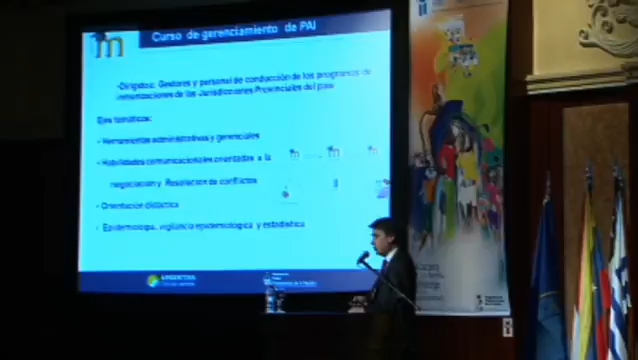 m
Curso de gerenciamiento de PAI
•Dirigido a: Gestores y personal de conducción de los programas de
inmunizaciones de las Jurisdicciones Provinciales del país
Ejes temáticos:
• Herramientas administrativas y gerenciales
• Habilidades comunicacionales orientadas a la
negociación y Resolución de conflictos
• Orientación didáctica
• Epidemiología, vigilancia epidemiológica y estadística
m m m
ARGENTINA